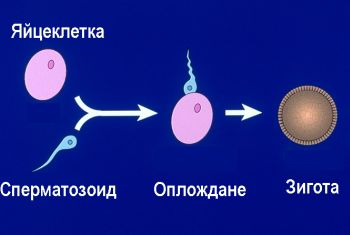 Яйцеклетка
Сперматозоид
Оплождане
Зигота